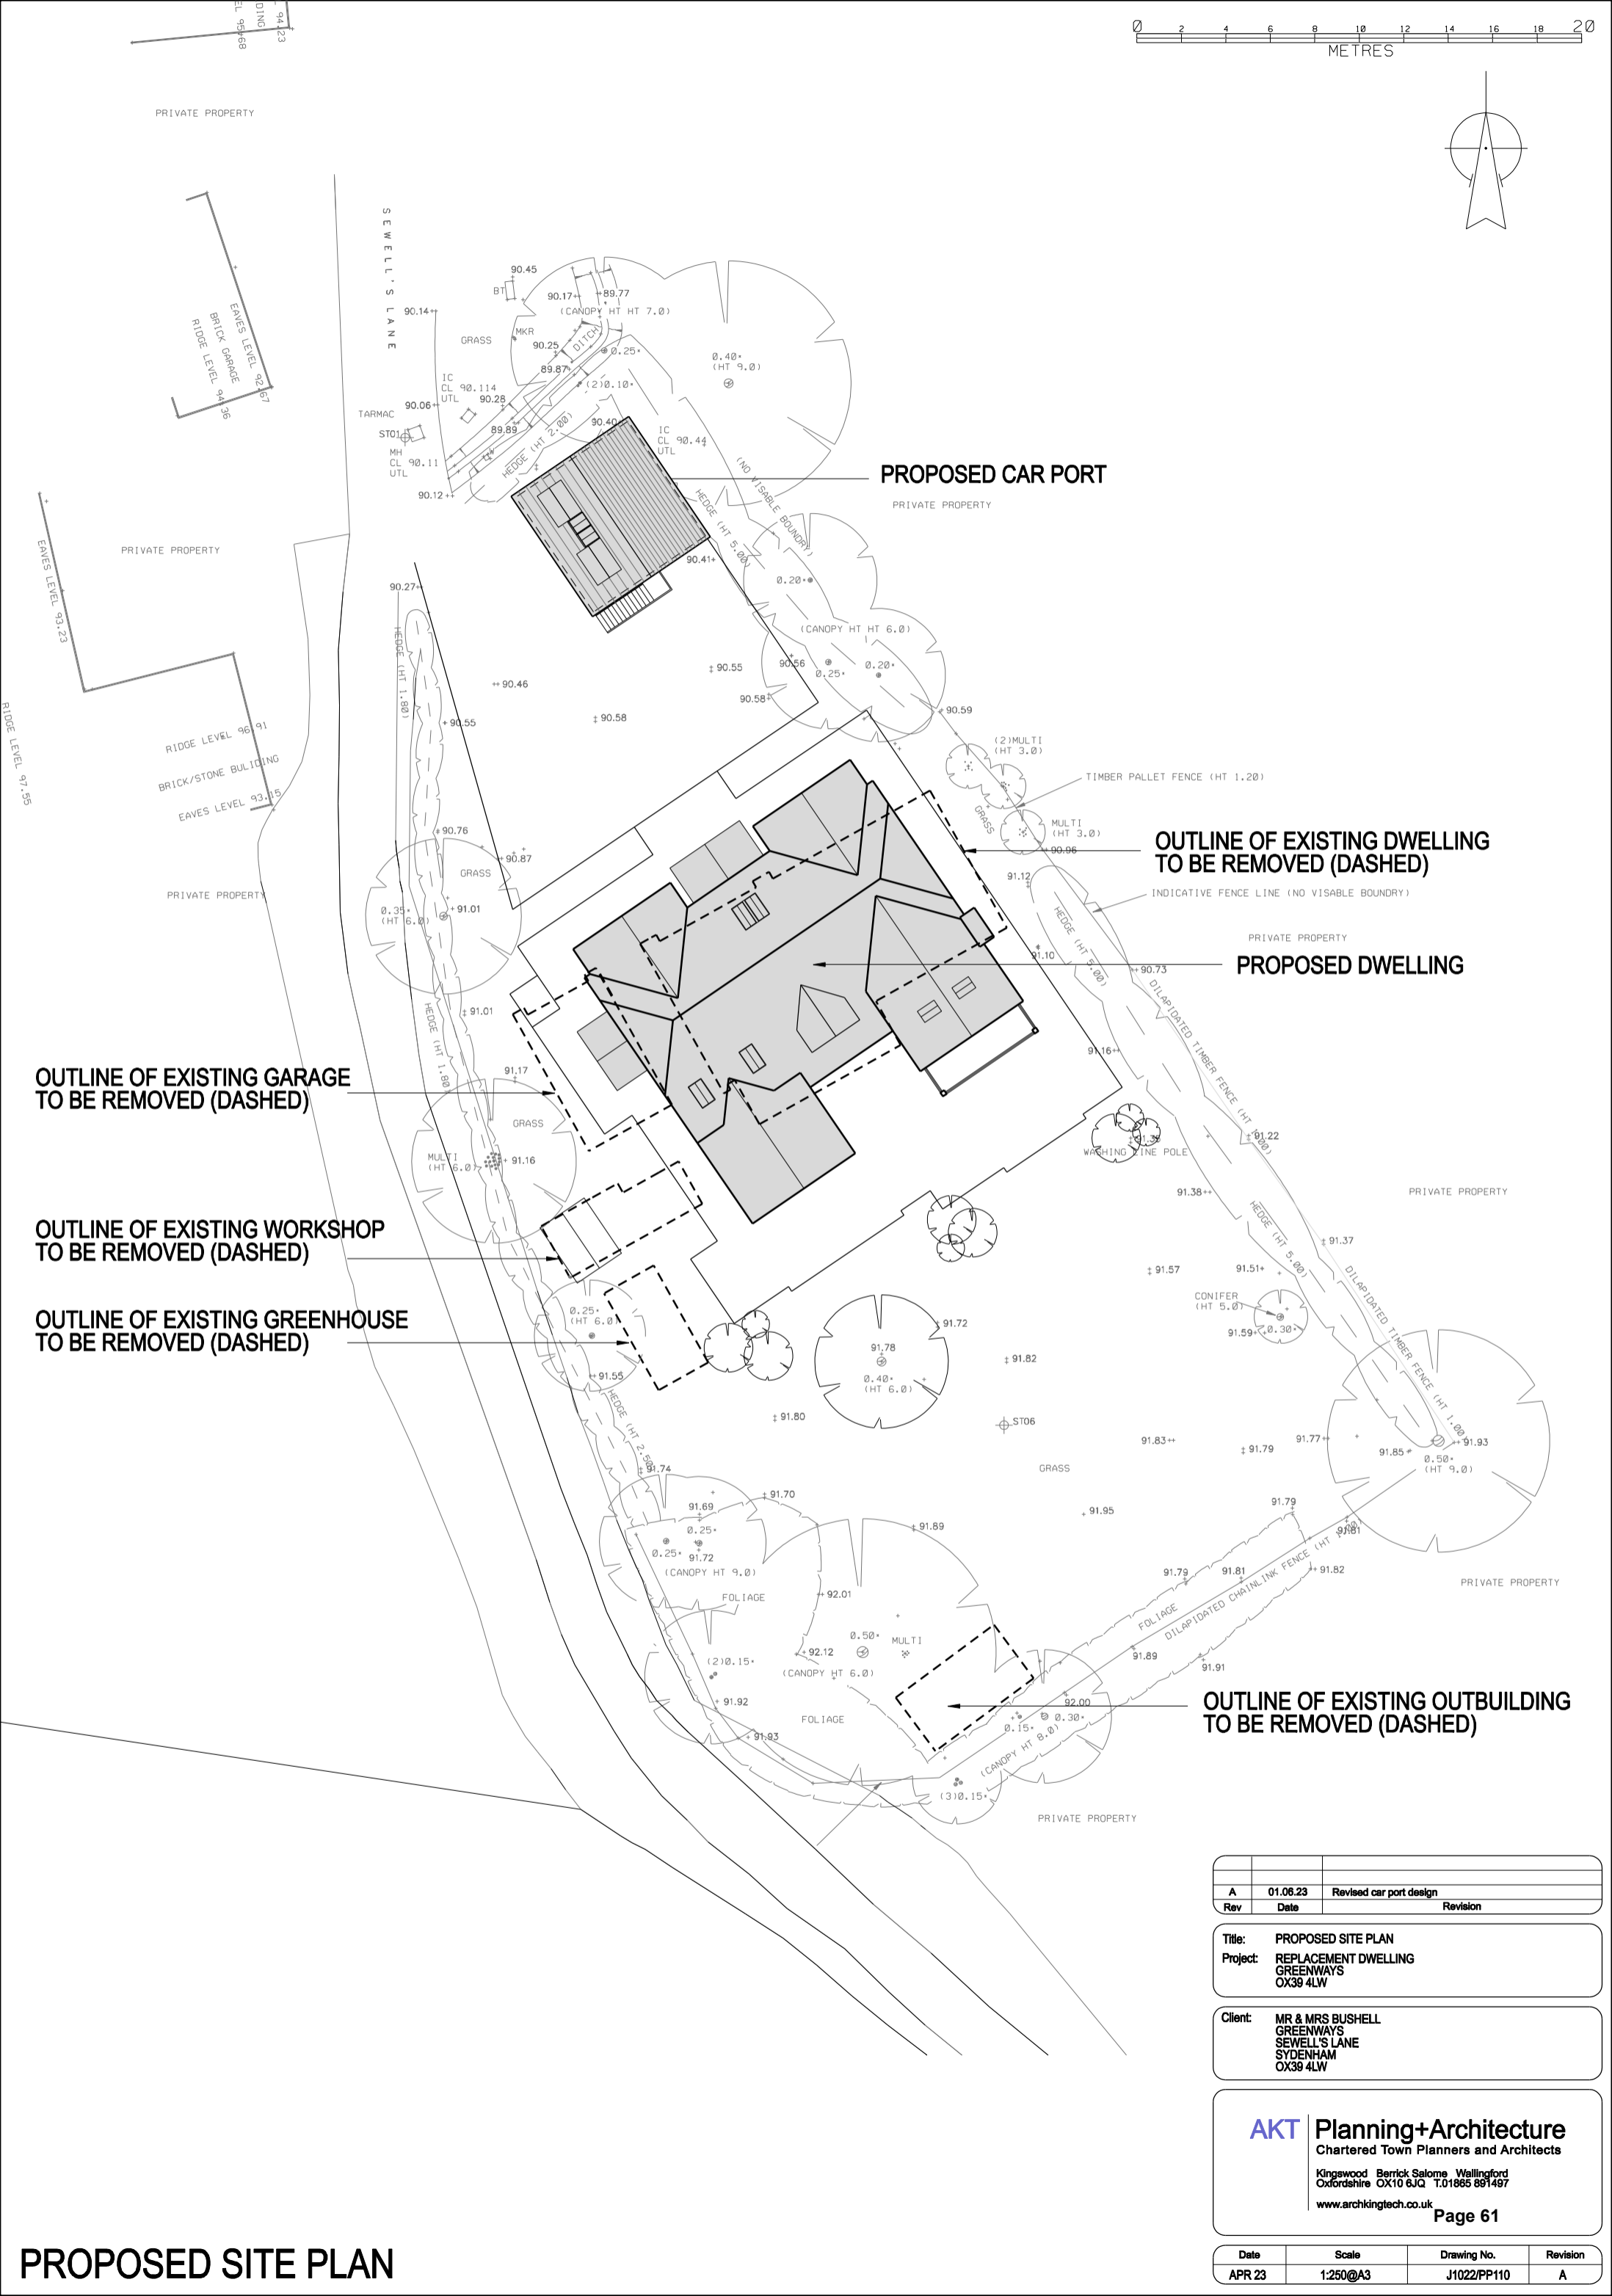 0 2 4 6 8 10 12 14 16 18 20
METRES
94.23
PRIVATE PROPERTY
SEWELL'S LANE
EAVES LEVEL 92.67
BRICK GARAGE
RIDGE LEVEL 94.36
90.45
BT
90.17
89.77
(CANOPY HT HT 7.0)
90.14
GRASS
MKR
DITCH
90.25
0.25
0.40
(HT 9.0)
89.87
(2)0.10
IC
CL 90.114
UTL
90.28
90.06
TARMAC
ST01
89.89
HEDGE (HT 2.00)
90.40
IC
CL 90.44
UTL
MH
CL 90.11
UTL
90.12
(NO VISABLE BOUNDRY)
PROPOSED CAR PORT
PRIVATE PROPERTY
HEDGE (HT 5.00)
PRIVATE PROPERTY
EAVES LEVEL 93.23
90.41
0.20
90.27
HEDGE (HT 1.80)
(CANOPY HT HT 6.0)
90.55
90.56
0.25
0.20
90.46
90.58
90.59
90.55
90.58
RIDGE LEVEL 97.55
RIDGE LEVEL 96.91
BRICK/STONE BULIDING
EAVES LEVEL 93.15
(2)MULTI
(HT 3.0)
TIMBER PALLET FENCE (HT 1.20)
GRASS
MULTI
(HT 3.0)
90.76
90.87
GRASS
90.96
OUTLINE OF EXISTING DWELLING
TO BE REMOVED (DASHED)
91.12
INDICATIVE FENCE LINE (NO VISABLE BOUNDRY)
PRIVATE PROPERTY
0.35
(HT 6.0)
91.01
HEDGE (HT 5.00)
PRIVATE PROPERTY
91.10
90.73
PROPOSED DWELLING
91.01
HEDGE (HT 1.80
DILAPIDATED TIMBER FENCE (HT 1.00)
91.16
91.17
OUTLINE OF EXISTING GARAGE
TO BE REMOVED (DASHED)
GRASS
91.22
WASHING LINE POLE
MULTI
(HT 6.0)
91.16
91.38
PRIVATE PROPERTY
HEDGE (HT 5.00)
OUTLINE OF EXISTING WORKSHOP
TO BE REMOVED (DASHED)
91.37
91.57
91.51
DILAPIDATED TIMBER FENCE (HT 1.00)
CONIFER
(HT 5.0)
0.25
(HT 6.0)
OUTLINE OF EXISTING GREENHOUSE
TO BE REMOVED (DASHED)
91.72
91.59
0.30
91.78
91.82
0.40
(HT 6.0)
91.55
HEDGE (HT 2.50)
91.80
ST06
91.83
91.79
91.77
91.85
91.93
0.50
(HT 9.0)
91.74
GRASS
91.70
91.69
91.95
91.79
0.25
91.89
91.81
0.25
91.72
(CANOPY HT 9.0)
91.79
91.81
91.82
PRIVATE PROPERTY
FOLIAGE
92.01
FOLIAGE
DILAPIDATED CHAINLINK FENCE (HT
0.50
MULTI
92.12
(CANOPY HT 6.0)
(2)0.15
91.89
91.91
91.92
92.00
OUTLINE OF EXISTING OUTBUILDING
TO BE REMOVED (DASHED)
FOLIAGE
0.15
0.30
91.93
(CANOPY HT 8.0)
(3)0.15
PRIVATE PROPERTY
A 01.06.23 Revised car port design
Rev Date Revision
Title: PROPOSED SITE PLAN
Project: REPLACEMENT DWELLING
GREENWAYS
OX39 4LW
Client: MR & MRS BUSHELL
GREENWAYS
SEWELL'S LANE
SYDENHAM
OX39 4LW
AKT Planning+Architecture
Chartered Town Planners and Architects
Kingswood Berrick Salome Wallingford
Oxfordshire OX10 6JQ T.01865 891497
www.archkingtech.co.uk
Page 61
Date Scale Drawing No. Revision
APR 23 1:250@A3 J1022/PP110 A
PROPOSED SITE PLAN